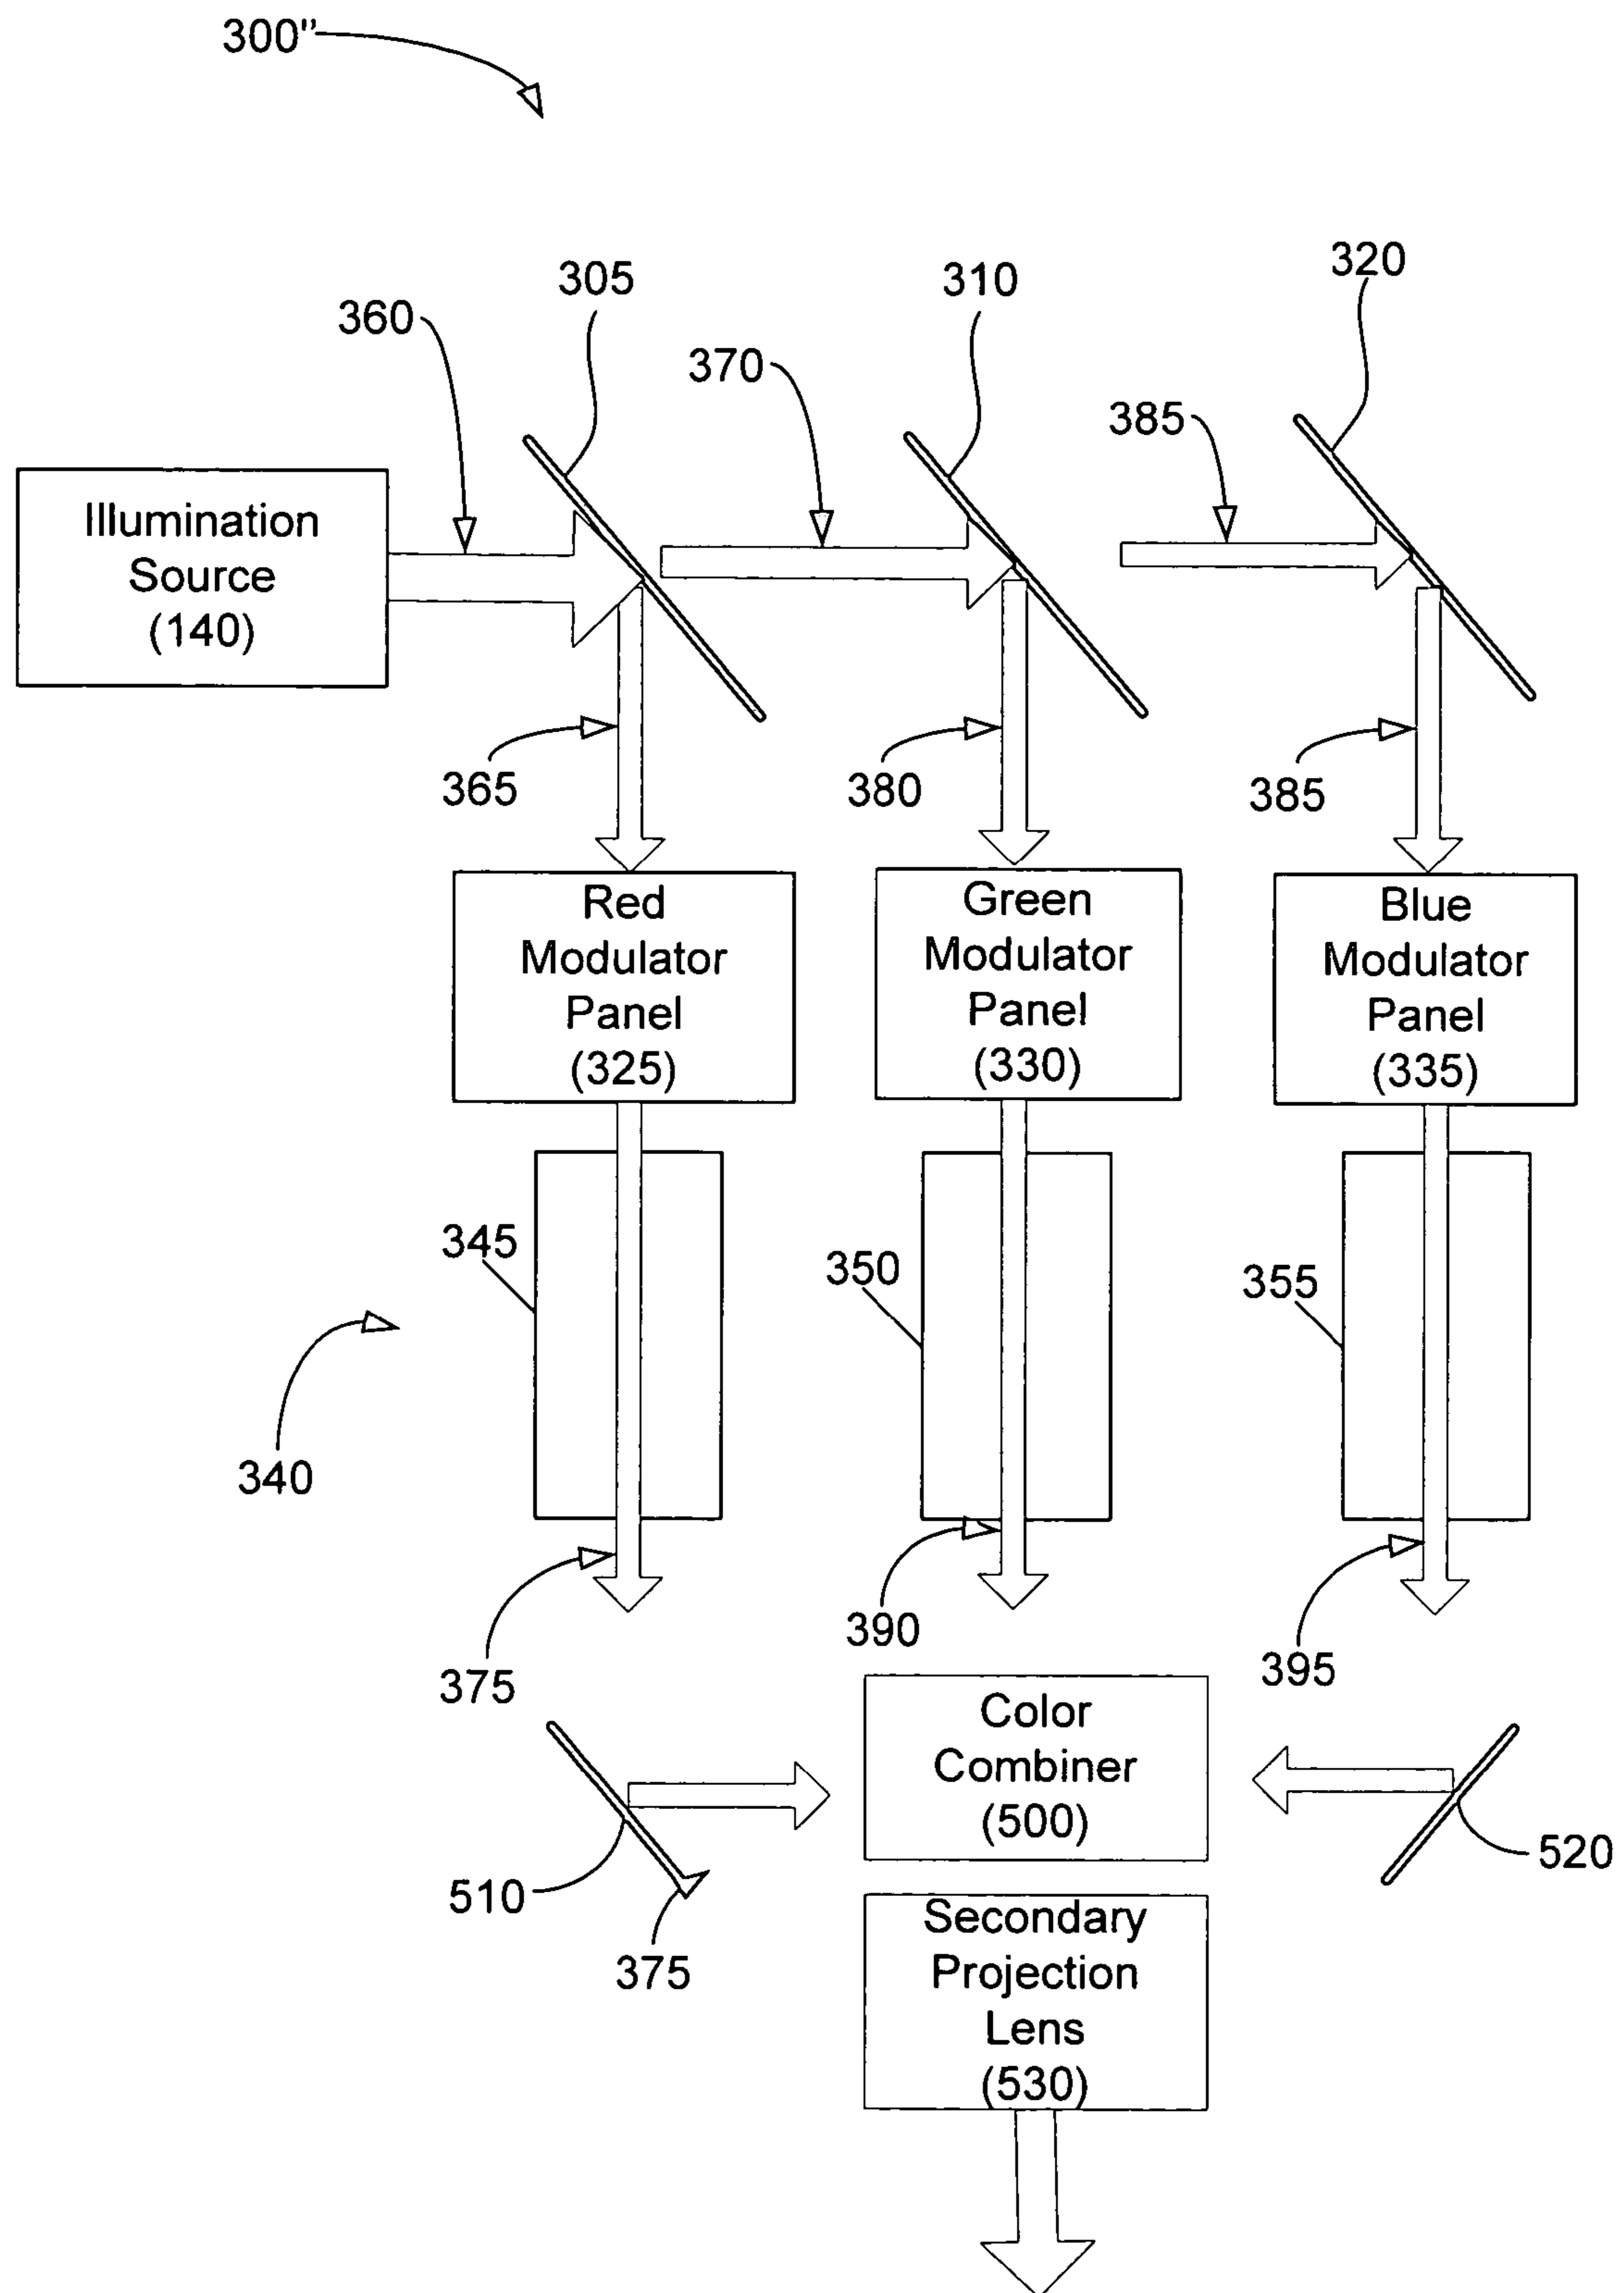 300"
305
310
320
360
370
385
Illumination
Source
(140)
365
380
385
Red
Modulator
Panel
(325)
Green
Modulator
Panel
(330)
Blue
Modulator
Panel
(335)
345
350
355
340
375
390
395
Color
Combiner
(500)
510
520
375
Secondary
Projection
Lens
(530)